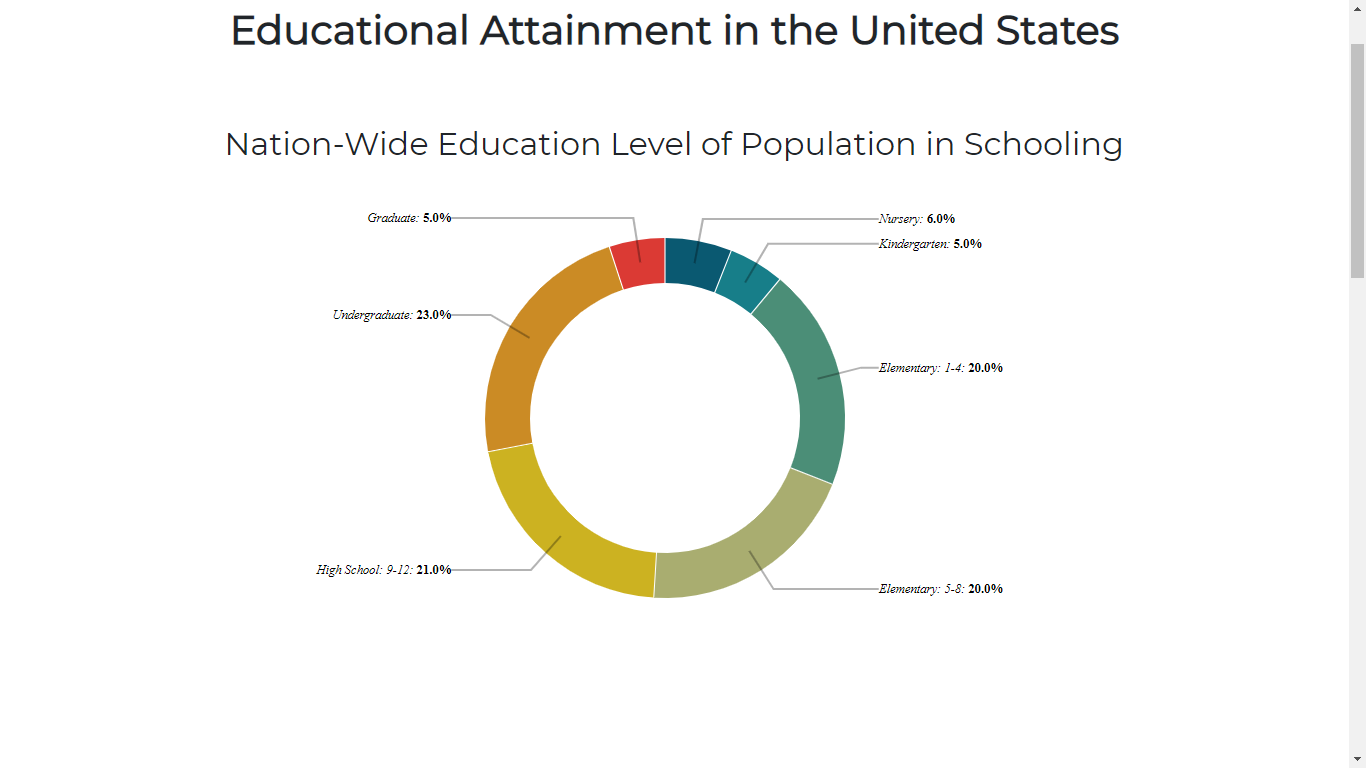 Educational Attainment in the United States
Nation-Wide Education Level of Population in Schooling
Graduate: 5.0%
Nursery: 6.0%
Kindergarten: 5.0%
Undergraduate: 23.0%
Elementary: 1-4: 20.0%
High School: 9-12: 21.0%
Elementary: 5-8: 20.0%